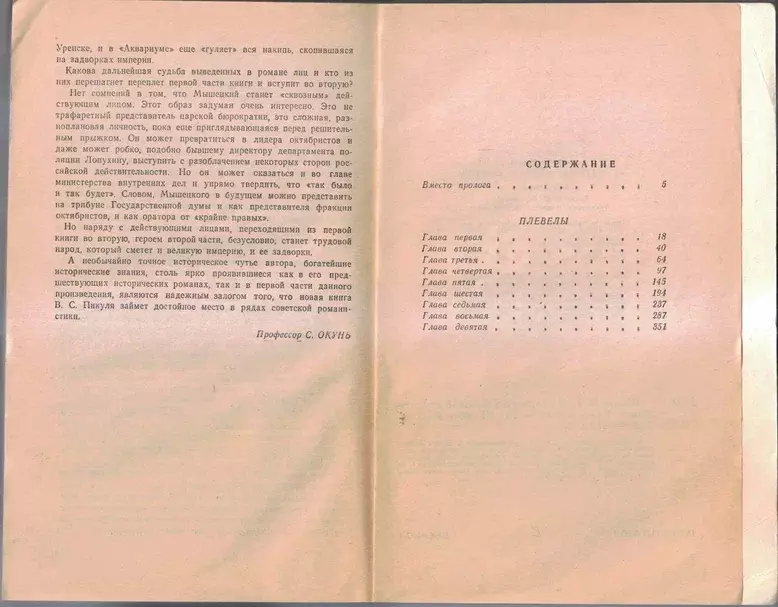 Уренске, и в «Аквариуме» еще «гуляет» вся накипь, скопившаяся
на задворках империи.
Какова дальнейшая судьба выведенных в романе лиц и кто из
них перешагнет переплет первой части книги и вступит во вторую?
Нет сомнений в том, что Мышецкий станет «сквозным» дей-
ствующим лицом. Этот образ задуман очень интересно. Это не
трафаретный представитель царской бюрократии, это сложная, раз-
ноплановая личность, пока еще приглядывающаяся перед решитель-
ным прыжком. Он может превратиться в лидера октябристов и
даже может робко, подобно бывшему директору департамента по-
лиции Лопухину, выступить с разоблачением некоторых сторон рос-
сийской действительности. Но он может оказаться и во главе
министерства внутренних дел и упрямо твердить, что «так было
и так будет». Словом, Мышецкого в будущем можно представить
на трибуне Государственной думы и как представителя фракции
октябристов, и как оратора от «крайне правых».
Но наряду с действующими лицами, переходящими из первой
книги во вторую, героем второй части, безусловно, станет трудовой
народ, который сметет и великую империю, и ее задворки.
А необычайно точное историческое чутье автора, богатейшие
исторические знания, столь ярко проявившиеся как в его пред-
шествующих исторических романах, так и в первой части данного
произведения, являются надежным залогом того, что новая книга
В. С. Пикуля займет достойное место в рядах советской романи-
стики.
Профессор С. ОКУНЬ
СОДЕРЖАНИЕ
Вместо пролога . . . . . . . . . 5
ПЛЕВЕЛЫ
Глава первая . . . . . . . . . 18
Глава вторая . . . . . . . . . 40
Глава третья . . . . . . . . . 64
Глава четвертая . . . . . . . . 97
Глава пятая . . . . . . . . . 145
Глава шестая . . . . . . . . . 194
Глава седьмая . . . . . . . . . 237
Глава восьмая . . . . . . . . . 287
Глава девятая . . . . . . . . . 351